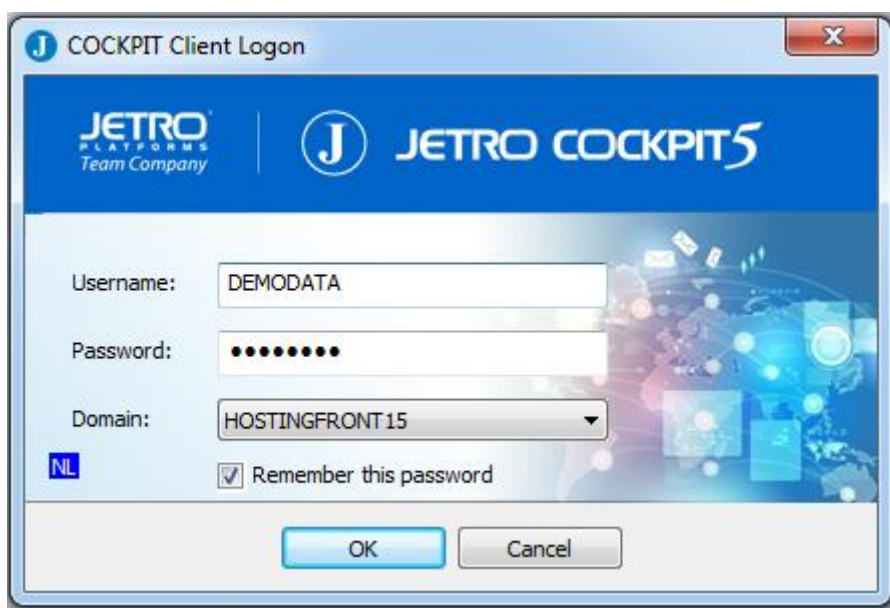 J COCKPIT Client Logon
JETRO
PLATFORMS
Team Company
J JETRO COCKPIT5
Username: DEMODATA
Password: ••••••••
Domain: HOSTINGFRONT15
NL
Remember this password
OK Cancel